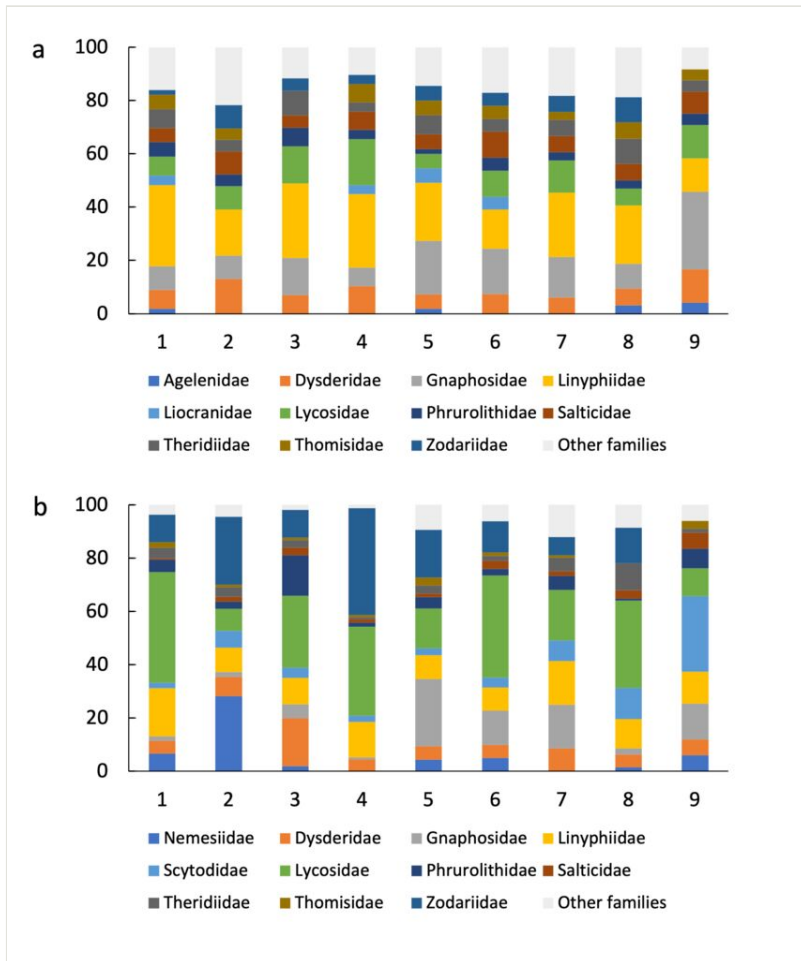 a
100
80
60
40
20
0
1 2 3 4 5 6 7 8 9
Agelenidae Dysderidae Gnaphosidae Linyphiidae
Liocranidae Lycosidae Phrurolithidae Salticidae
Theridiidae Thomisidae Zodariidae Other families
b
100
80
60
40
20
0
1 2 3 4 5 6 7 8 9
Nemesiidae Dysderidae Gnaphosidae Linyphiidae
Scytodidae Lycosidae Phrurolithidae Salticidae
Theridiidae Thomisidae Zodariidae Other families